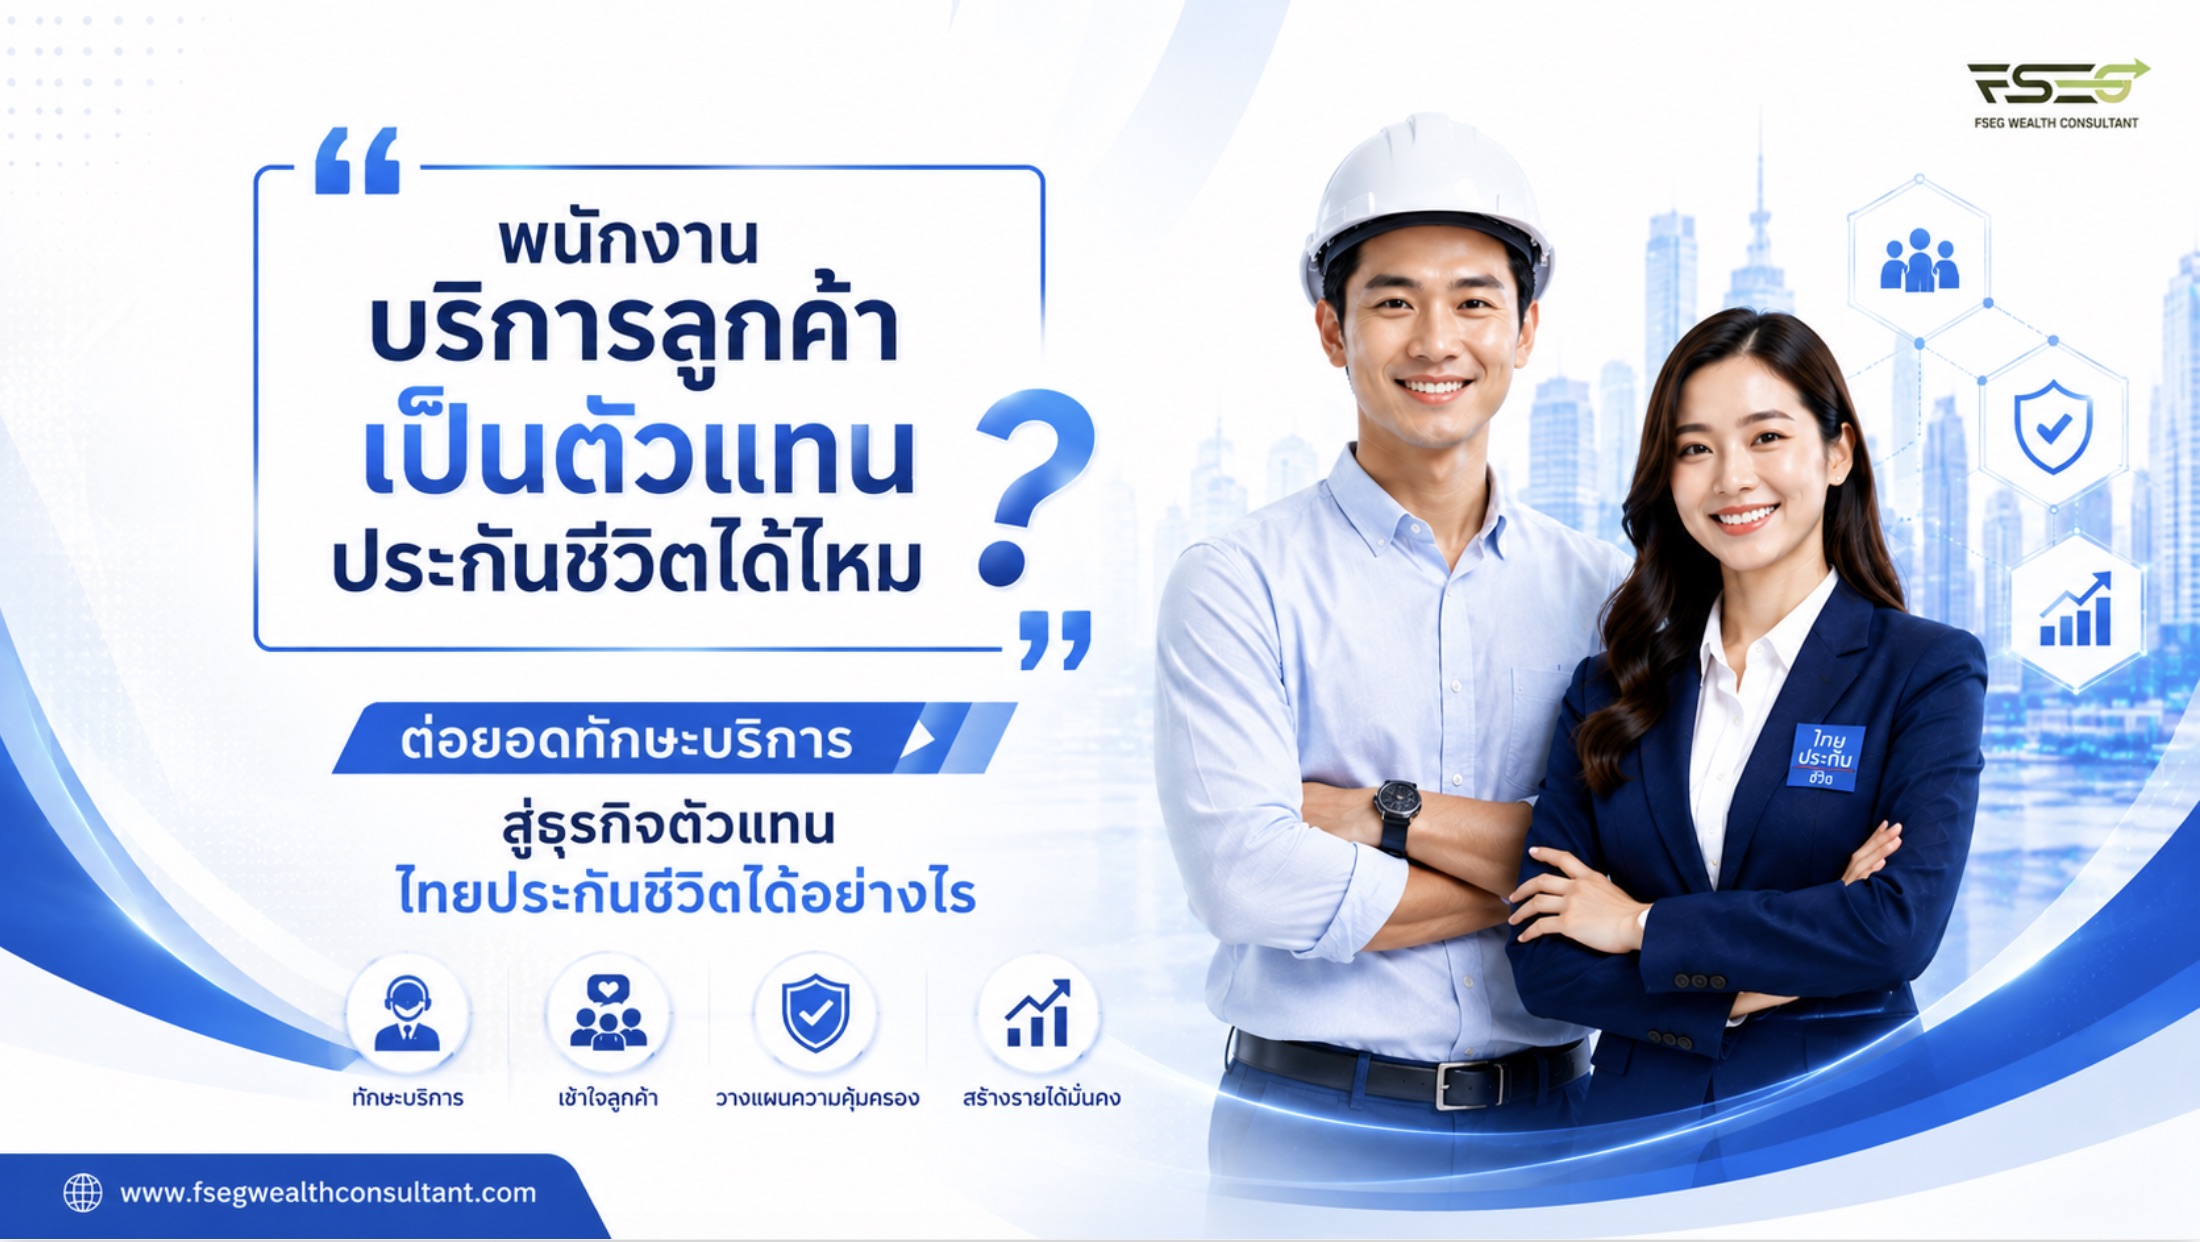 FSEG
FSEG WEALTH CONSULTANT
“
พนักงาน
บริการลูกค้า
เป็นตัวแทน
ประกันชีวิตได้ไหม ?
”
ต่อยอดทักษะบริการ
สู่ธุรกิจตัวแทน
ไทยประกันชีวิตได้อย่างไร
ไทย
ประกัน
ชีวิต
ทักษะบริการ
เข้าใจลูกค้า
วางแผนความคุ้มครอง
สร้างรายได้มั่นคง
www.fsegwealthconsultant.com